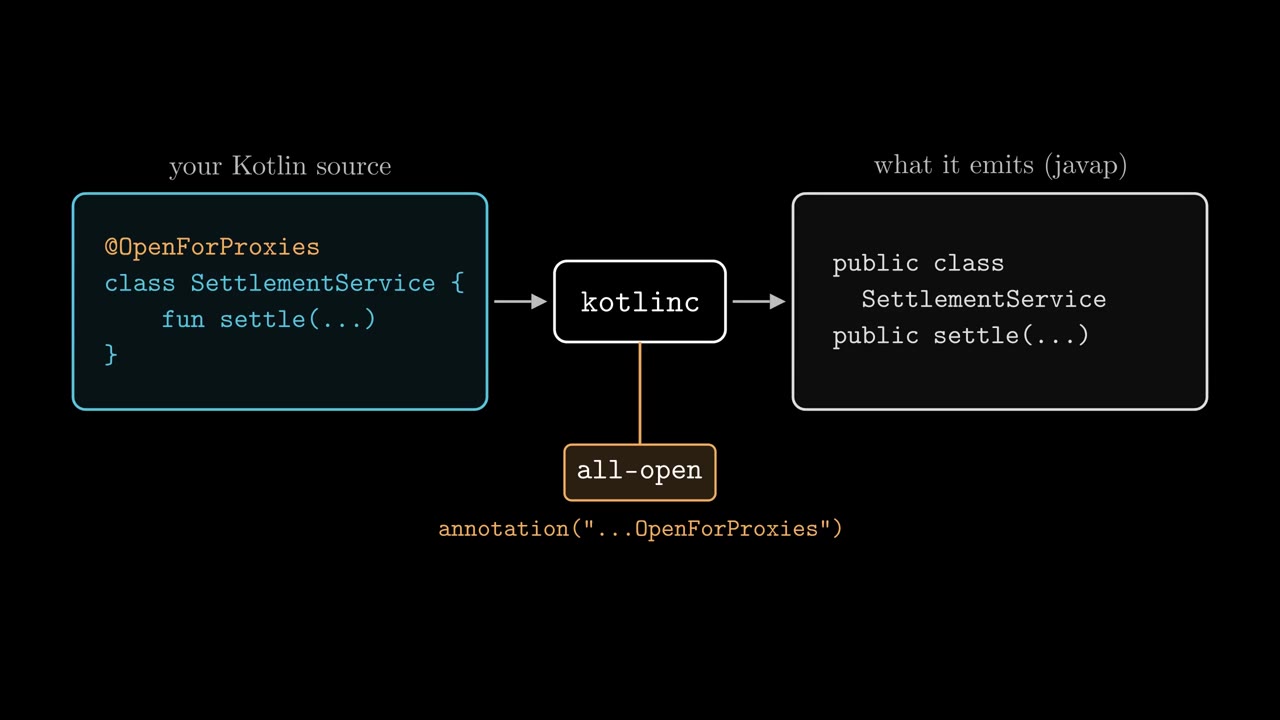 your Kotlin source
@OpenForProxies
class SettlementService {
    fun settle(...)
}
kotlinc
all-open
annotation("...OpenForProxies")
what it emits (javap)
public class
  SettlementService
public settle(...)